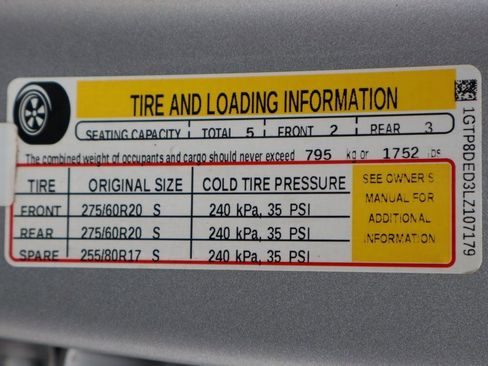 TIRE AND LOADING INFORMATION
SEATING CAPACITY TOTAL 5 FRONT 2 REAR 3
The combined weight of occupants and cargo should never exceed 795 kg or 1752 lbs
TIRE ORIGINAL SIZE COLD TIRE PRESSURE
FRONT 275/60R20 S 240 kPa, 35 PSI
REAR 275/60R20 S 240 kPa, 35 PSI
SPARE 255/80R17 S 240 kPa, 35 PSI
SEE OWNER'S
MANUAL FOR
ADDITIONAL
INFORMATION
1GTP8DED3LZ107179